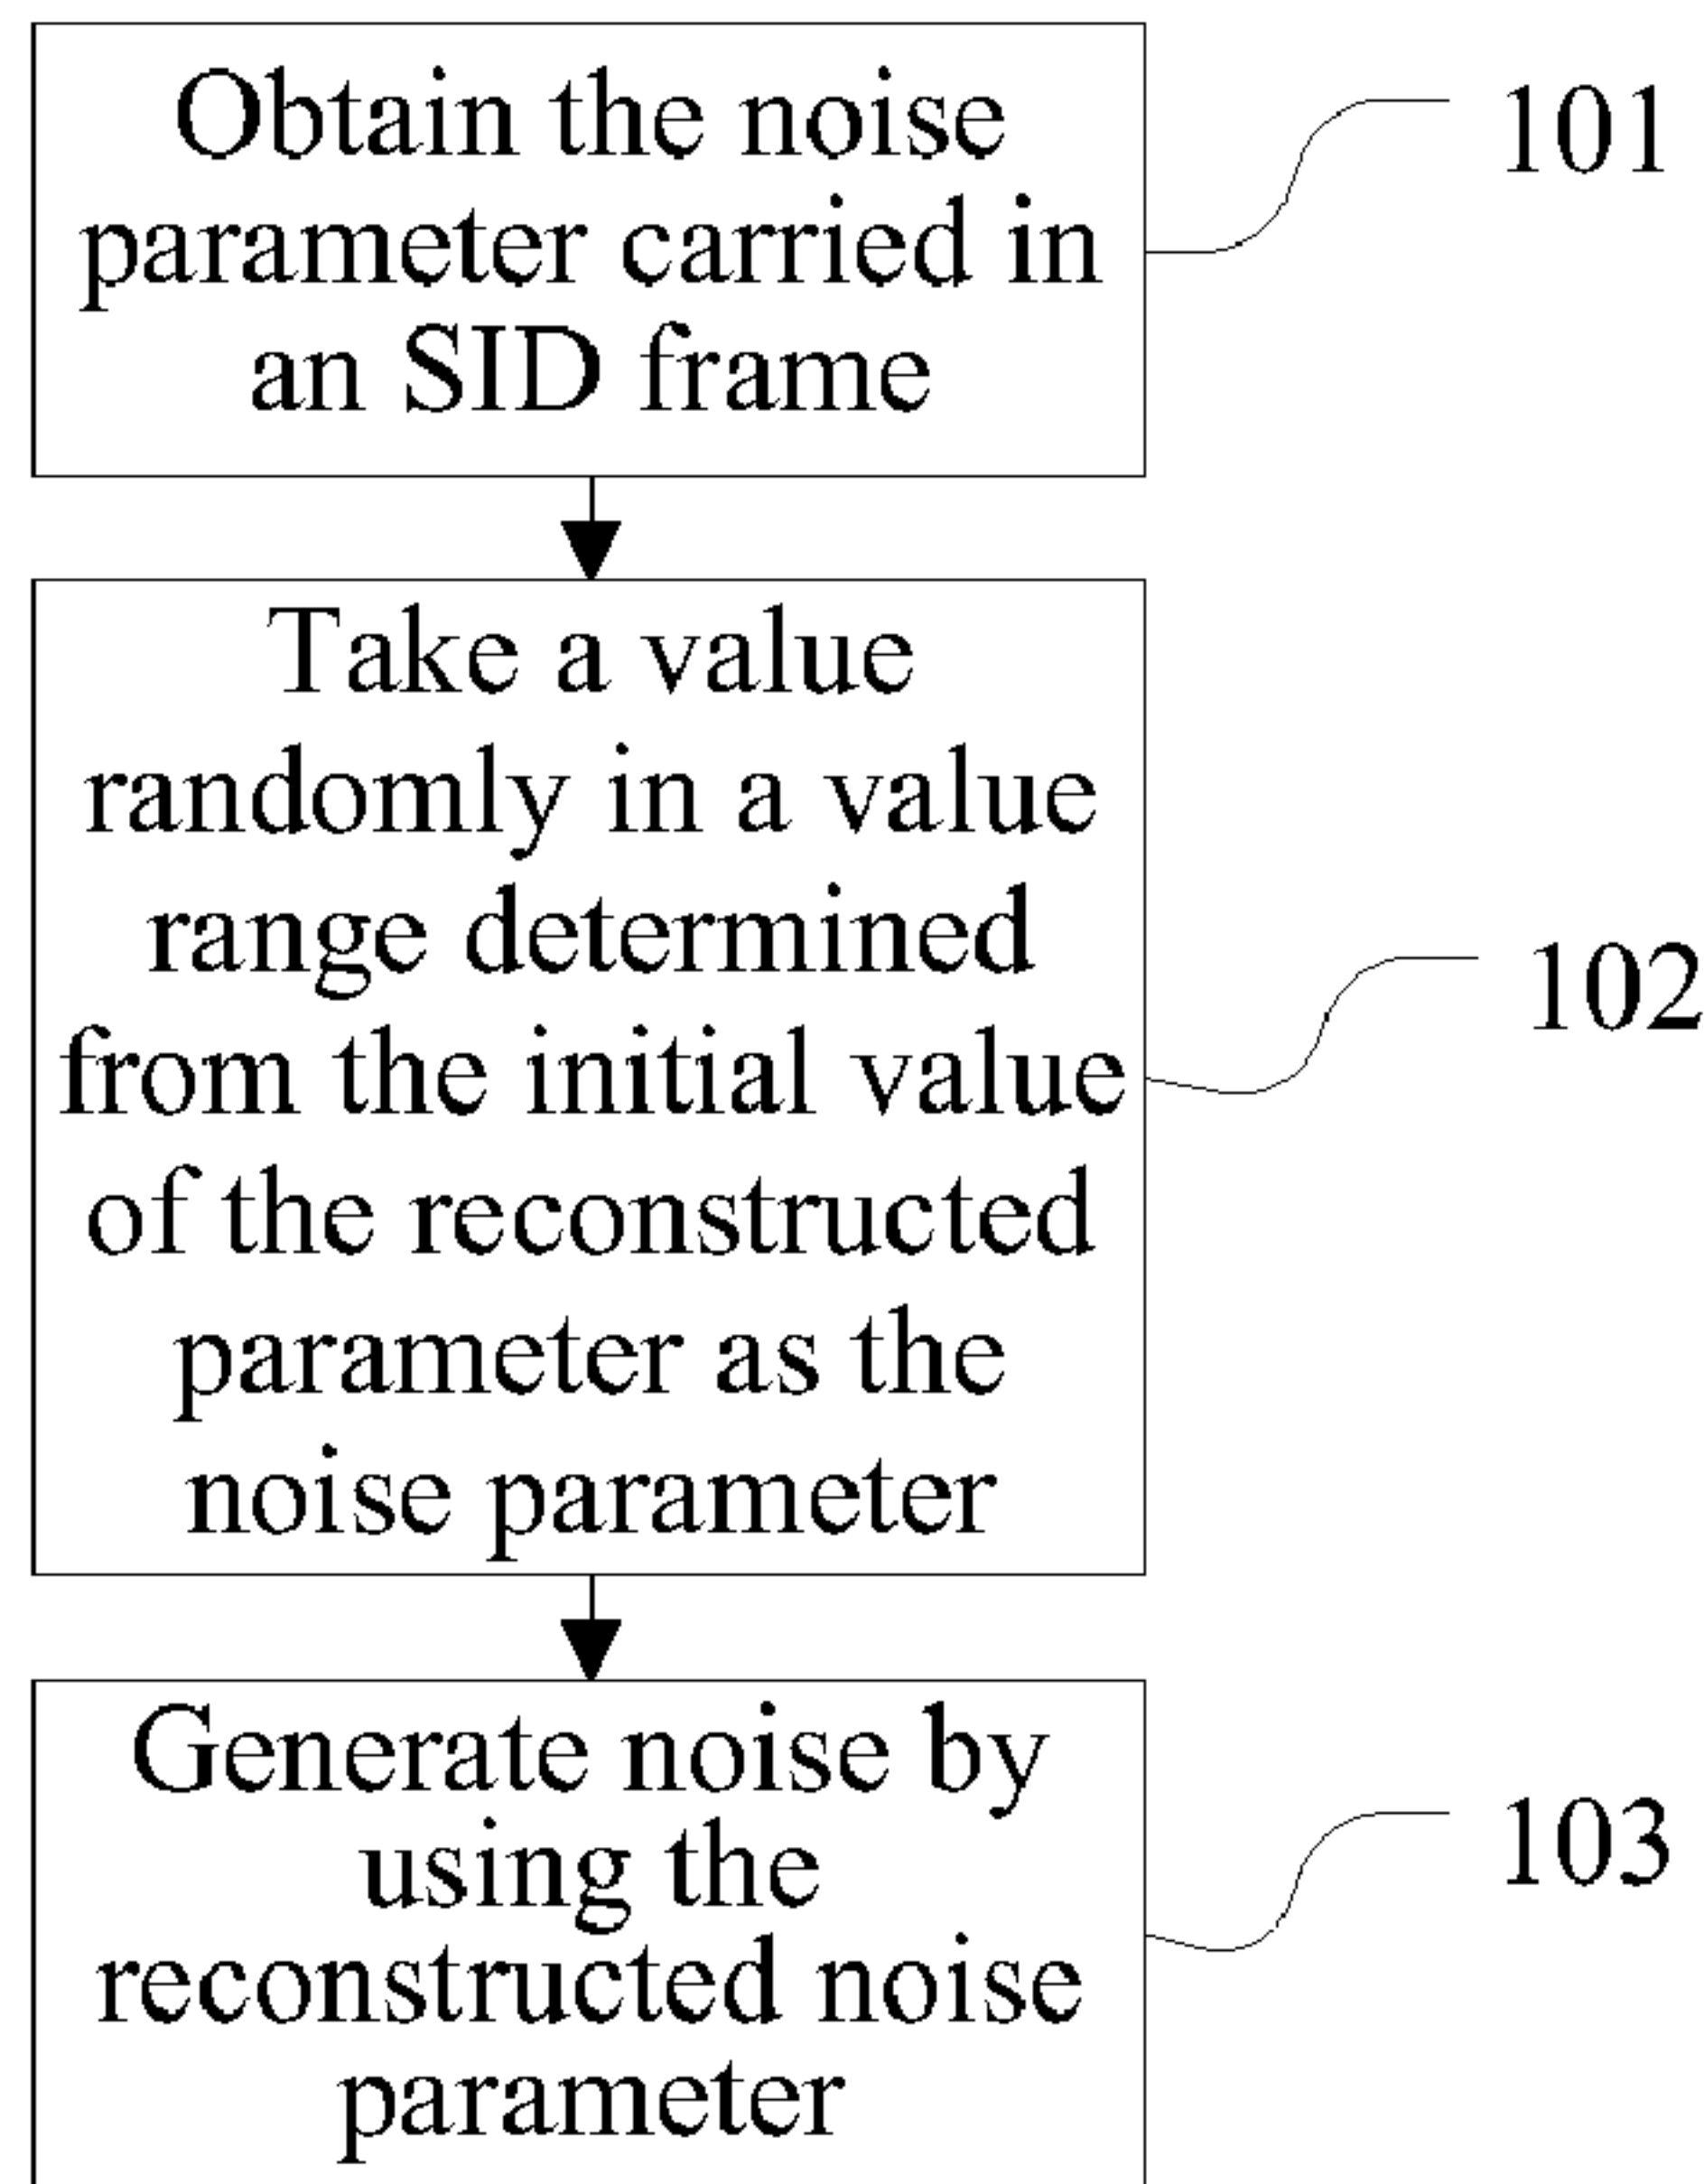 Obtain the noise
parameter carried in
an SID frame
101
Take a value
randomly in a value
range determined
from the initial value
of the reconstructed
parameter as the
noise parameter
102
Generate noise by
using the
reconstructed noise
parameter
103